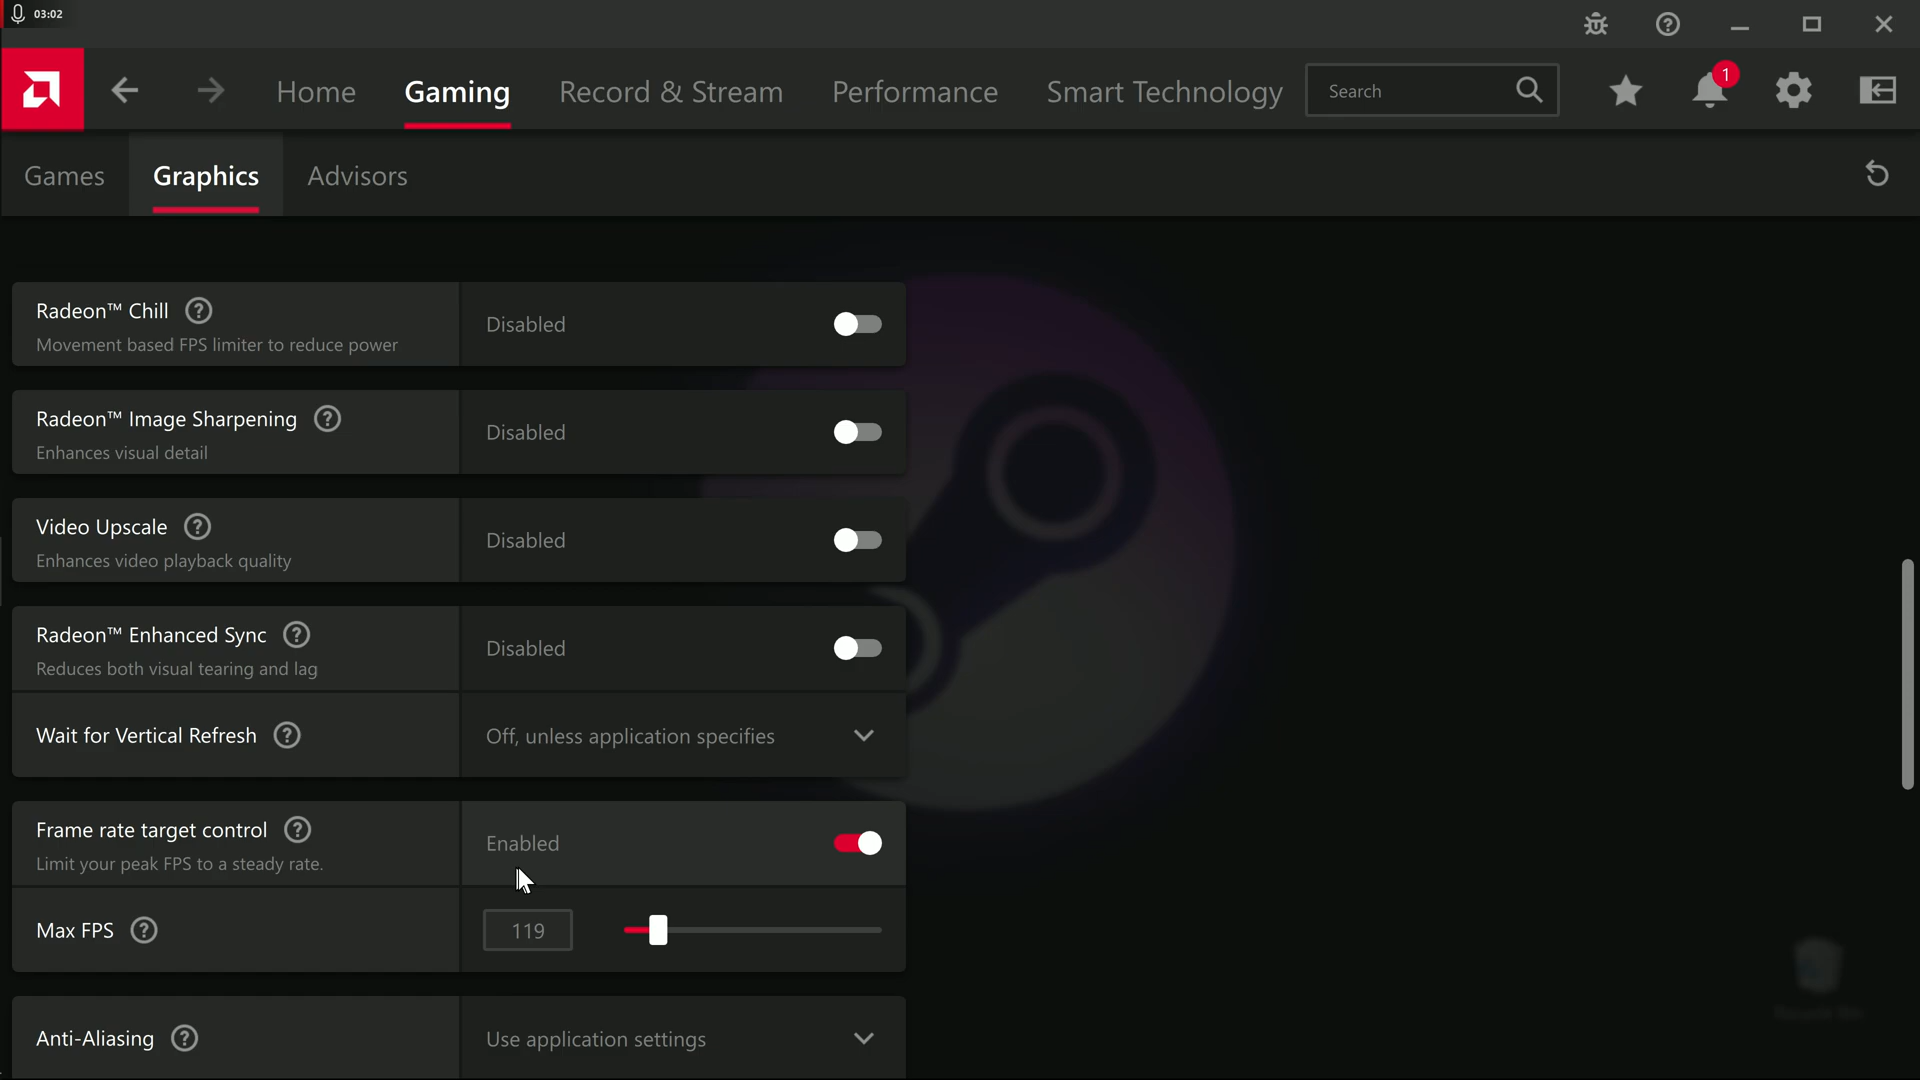 03:02
Home Gaming Record & Stream Performance Smart Technology Search 1
Games Graphics Advisors
Radeon™ Chill
Movement based FPS limiter to reduce power
Disabled
Radeon™ Image Sharpening
Enhances visual detail
Disabled
Video Upscale
Enhances video playback quality
Disabled
Radeon™ Enhanced Sync
Reduces both visual tearing and lag
Disabled
Wait for Vertical Refresh
Off, unless application specifies
Frame rate target control
Limit your peak FPS to a steady rate.
Enabled
Max FPS
119
Anti-Aliasing
Use application settings